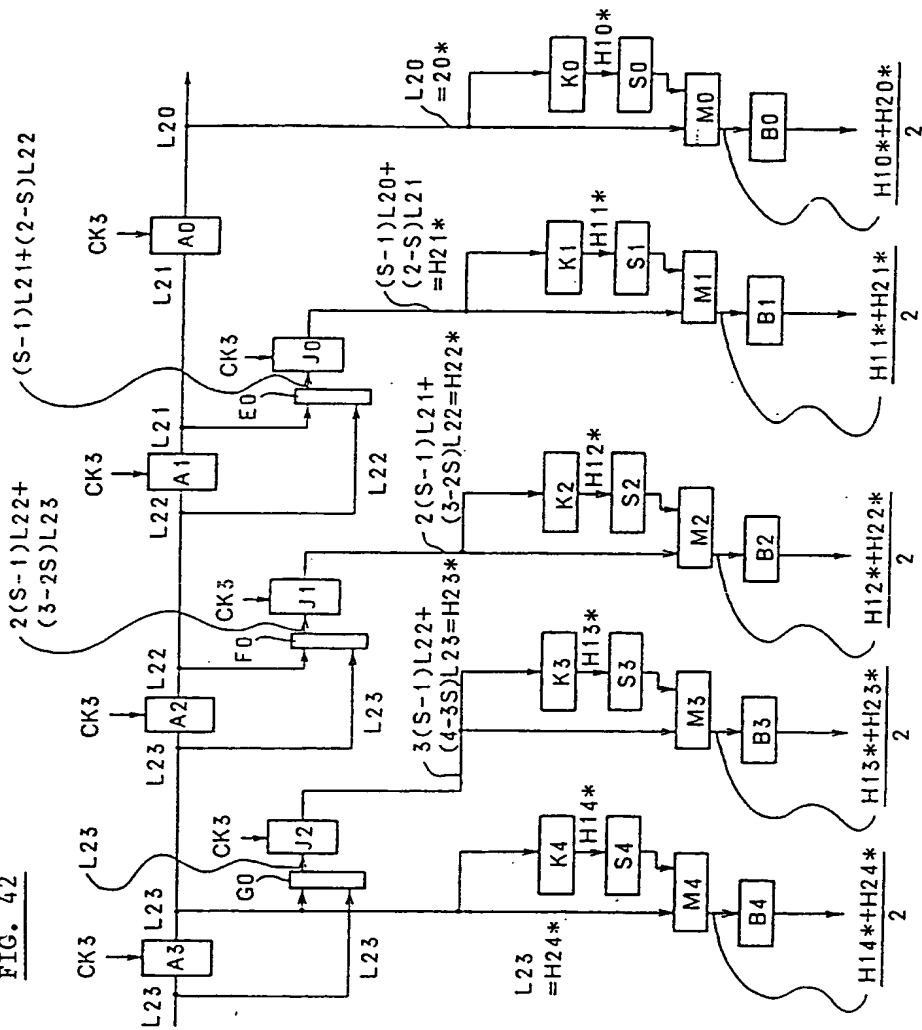 FIG. 42
2(S-1)L22+
(3-2S)L23
(S-1)L21+(2-S)L22
CK3
CK3
CK3
CK3
L23
A3
L23
L23
A2
L22
L22
A1
L21
L21
A0
L20
L23
G0
CK3
J2
L23
F0
CK3
J1
L23
E0
CK3
J0
L22
L23
=H24*
3(S-1)L22+
(4-3S)L23=H23*
2(S-1)L21+
(3-2S)L22=H22*
(S-1)L20+
(2-S)L21
=H21*
L20
=20*
K4
H14*
S4
M4
B4
K3
H13*
S3
M3
B3
K2
H12*
S2
M2
B2
K1
H11*
S1
M1
B1
K0
H10*
S0
M0
B0
H14*+H24*
2
H13*+H23*
2
H12*+H22*
2
H11*+H21*
2
H10*+H20*
2